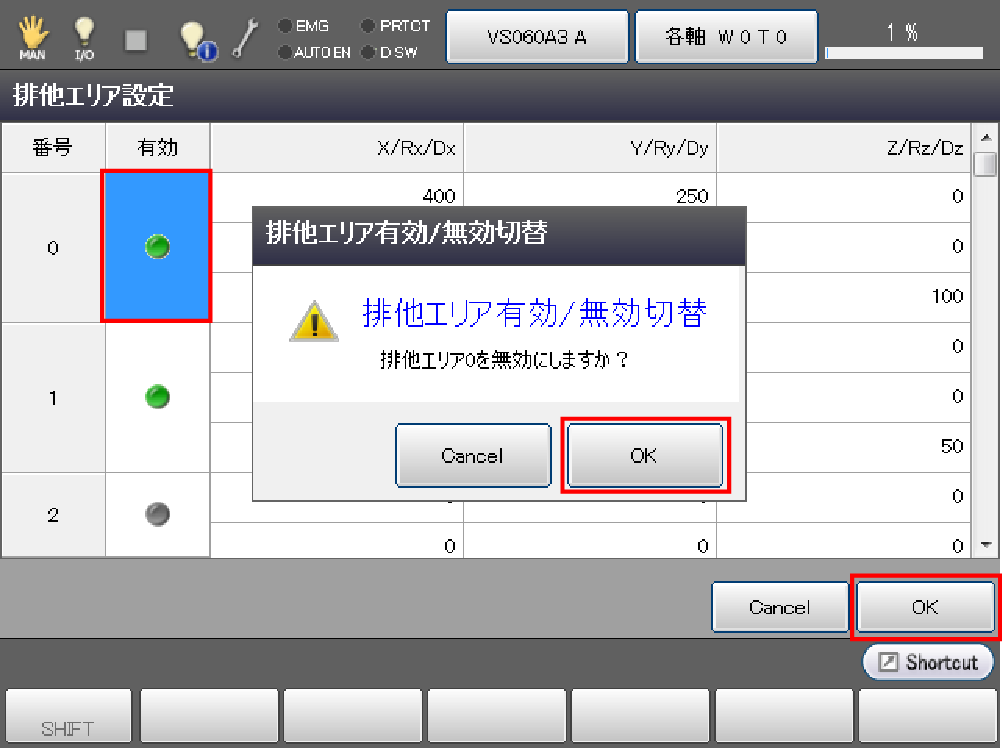 MAN I/O EMG PRTCT VS060A3 A 各軸 W 0 T 0 1 %
AUTO EN D SW
排他エリア設定
番号 有効 X/Rx/Dx Y/Ry/Dy Z/Rz/Dz
400 250 0
0 0
100
0
1 0
50
0
2
0 0 0
排他エリア有効/無効切替
排他エリア有効/無効切替
排他エリア0を無効にしますか？
Cancel OK
Cancel OK
Shortcut
SHIFT